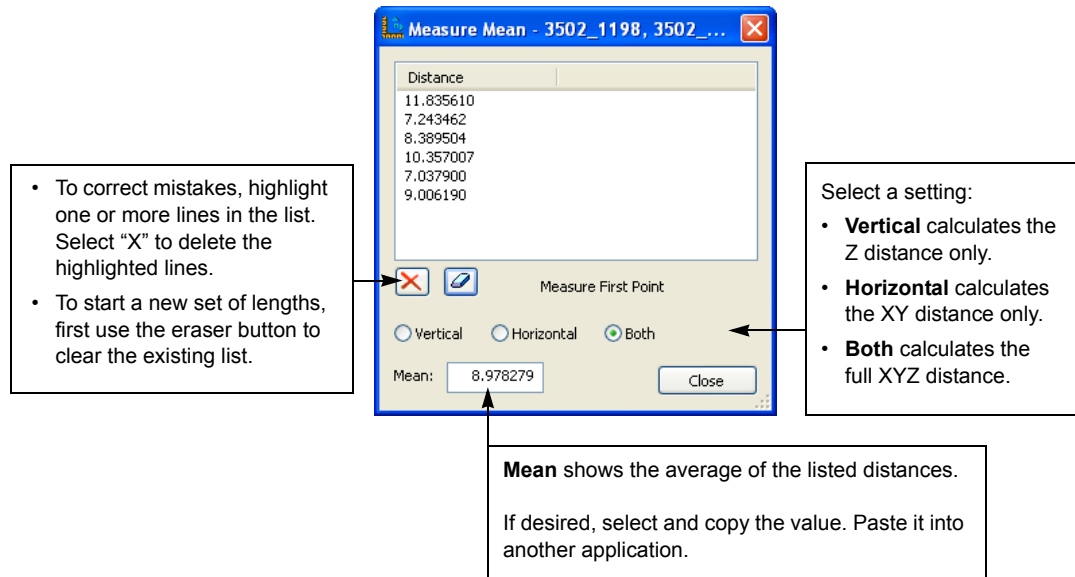 Measure Mean - 3502_1198, 3502_...
Distance
11.835610
7.243462
8.389504
10.357007
7.037900
9.006190
Measure First Point
Vertical
Horizontal
Both
Mean:
8.978279
Close
• To correct mistakes, highlight
one or more lines in the list.
Select “X” to delete the
highlighted lines.
• To start a new set of lengths,
first use the eraser button to
clear the existing list.
Select a setting:
• Vertical calculates the
Z distance only.
• Horizontal calculates
the XY distance only.
• Both calculates the
full XYZ distance.
Mean shows the average of the listed distances.
If desired, select and copy the value. Paste it into
another application.